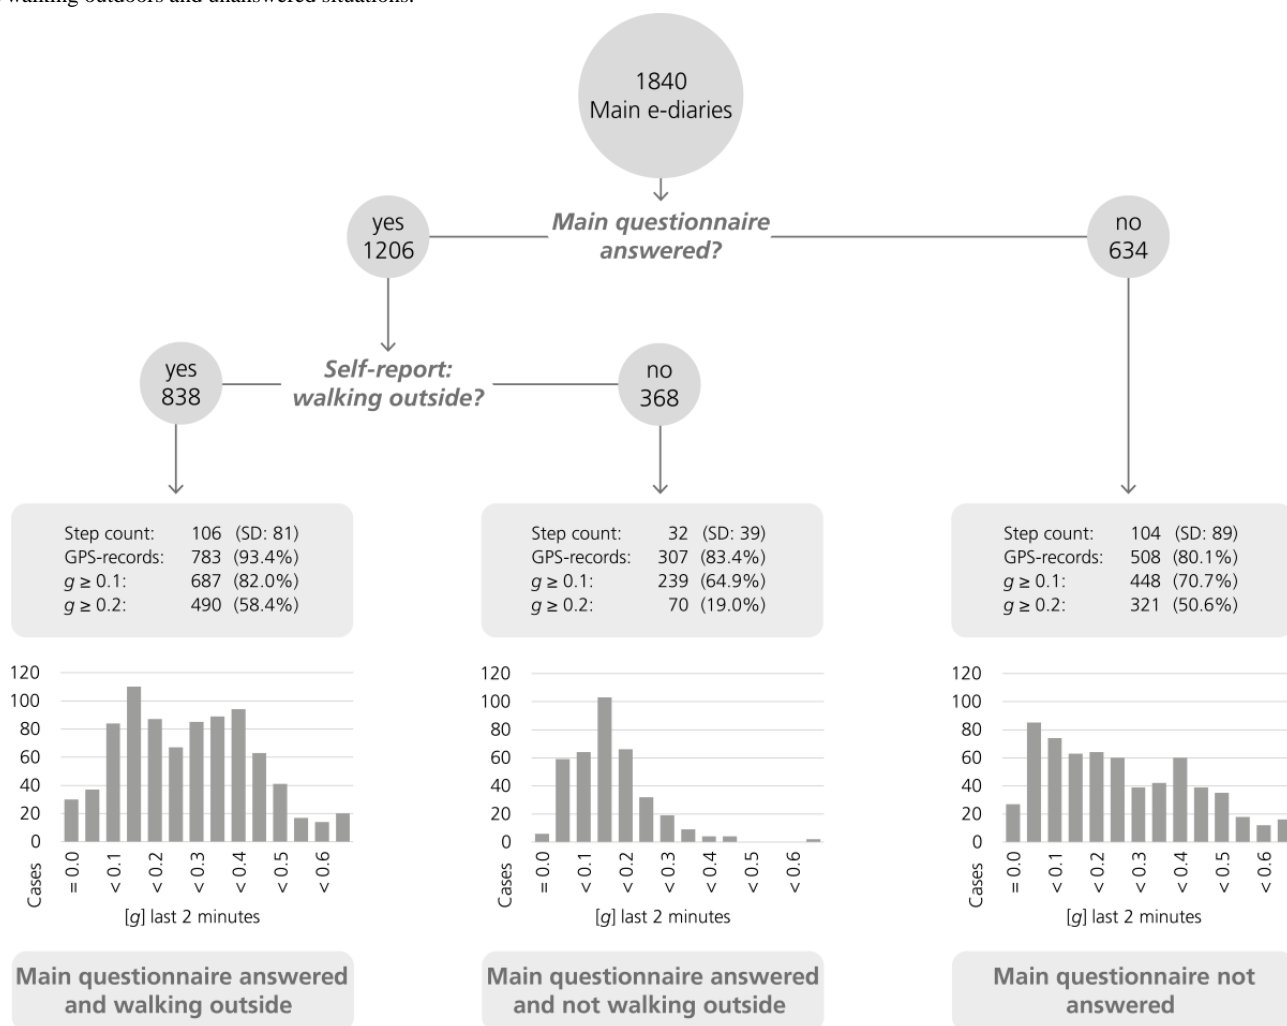 walking outdoors and unanswered situations.
1840
Main e-diaries
yes
1206
Main questionnaire
answered?
no
634
yes
838
Self-report:
walking outside?
no
368
Step count: 106 (SD: 81)
GPS-records: 783 (93.4%)
g ≥ 0.1: 687 (82.0%)
g ≥ 0.2: 490 (58.4%)
Step count: 32 (SD: 39)
GPS-records: 307 (83.4%)
g ≥ 0.1: 239 (64.9%)
g ≥ 0.2: 70 (19.0%)
Step count: 104 (SD: 89)
GPS-records: 508 (80.1%)
g ≥ 0.1: 448 (70.7%)
g ≥ 0.2: 321 (50.6%)
120
100
80
60
40
20
0
Cases
= 0.0
< 0.1
< 0.2
< 0.3
< 0.4
< 0.5
< 0.6
[g] last 2 minutes
120
100
80
60
40
20
0
Cases
= 0.0
< 0.1
< 0.2
< 0.3
< 0.4
< 0.5
< 0.6
[g] last 2 minutes
120
100
80
60
40
20
0
Cases
= 0.0
< 0.1
< 0.2
< 0.3
< 0.4
< 0.5
< 0.6
[g] last 2 minutes
Main questionnaire answered
and walking outside
Main questionnaire answered
and not walking outside
Main questionnaire not
answered